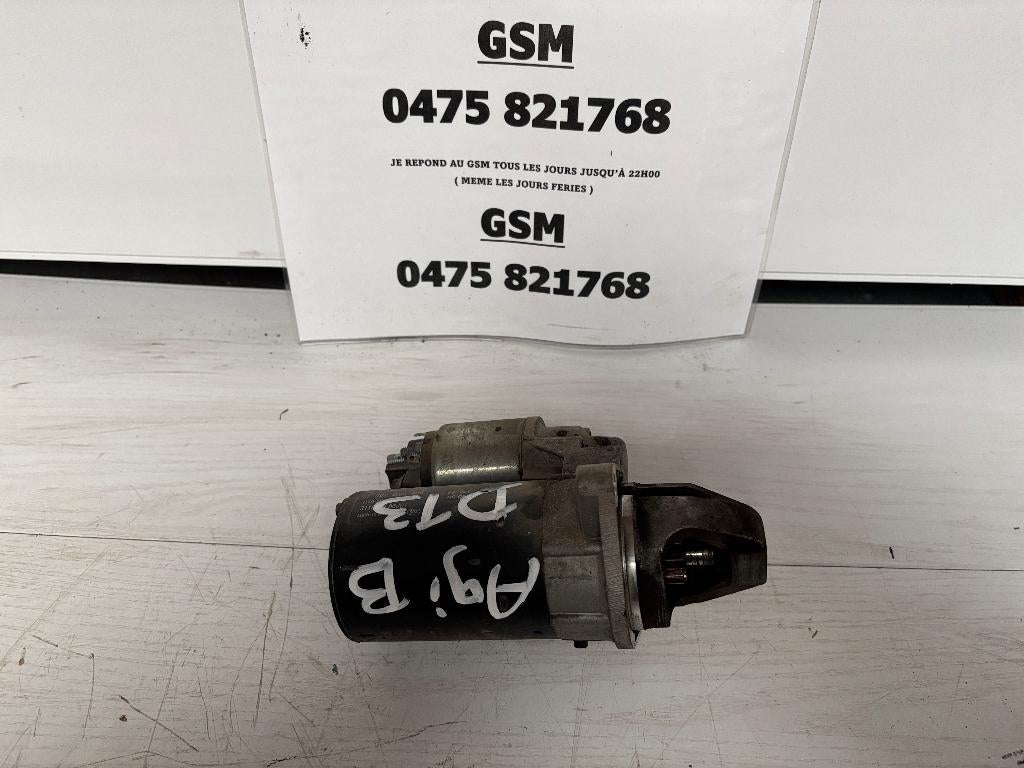 GSM
0475 821768
JE REPOND AU GSM TOUS LES JOURS JUSQU'À 22H00
( MEME LES JOURS FERIES )
GSM
0475 821768
D13
Agi
B